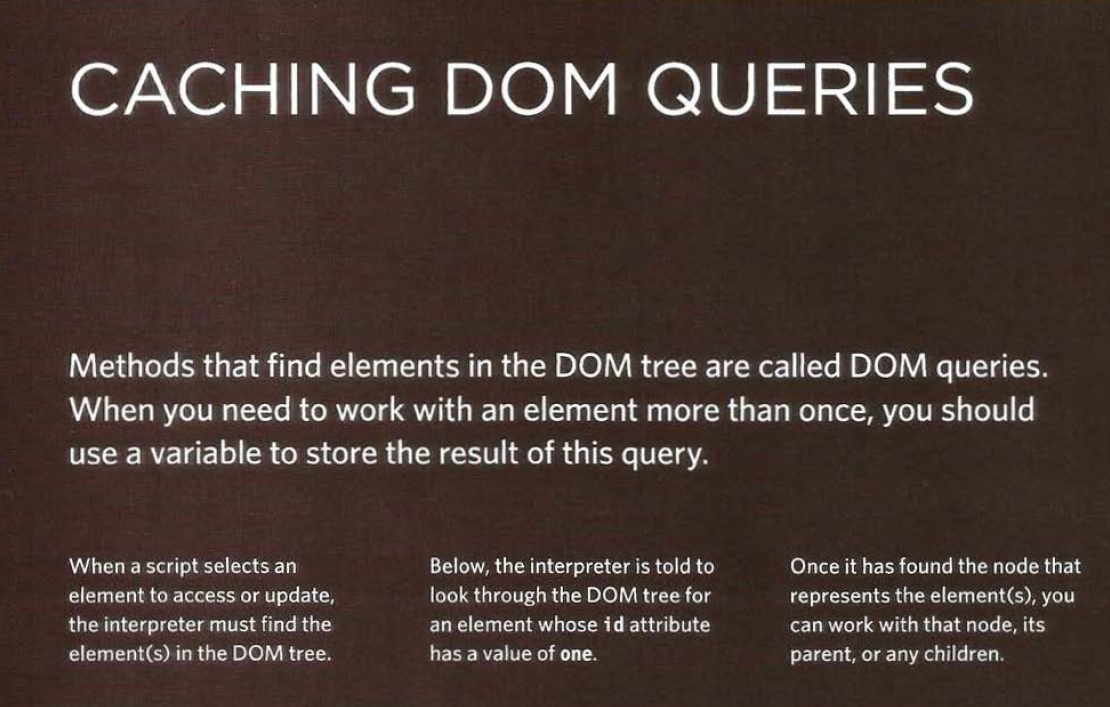 CACHING DOM QUERIES
Methods that find elements in the DOM tree are called DOM queries.
When you need to work with an element more than once, you should
use a variable to store the result of this query.
When a script selects an
element to access or update,
the interpreter must find the
element(s) in the DOM tree.
Below, the interpreter is told to
look through the DOM tree for
an element whose id attribute
has a value of one.
Once it has found the node that
represents the element(s), you
can work with that node, its
parent, or any children.